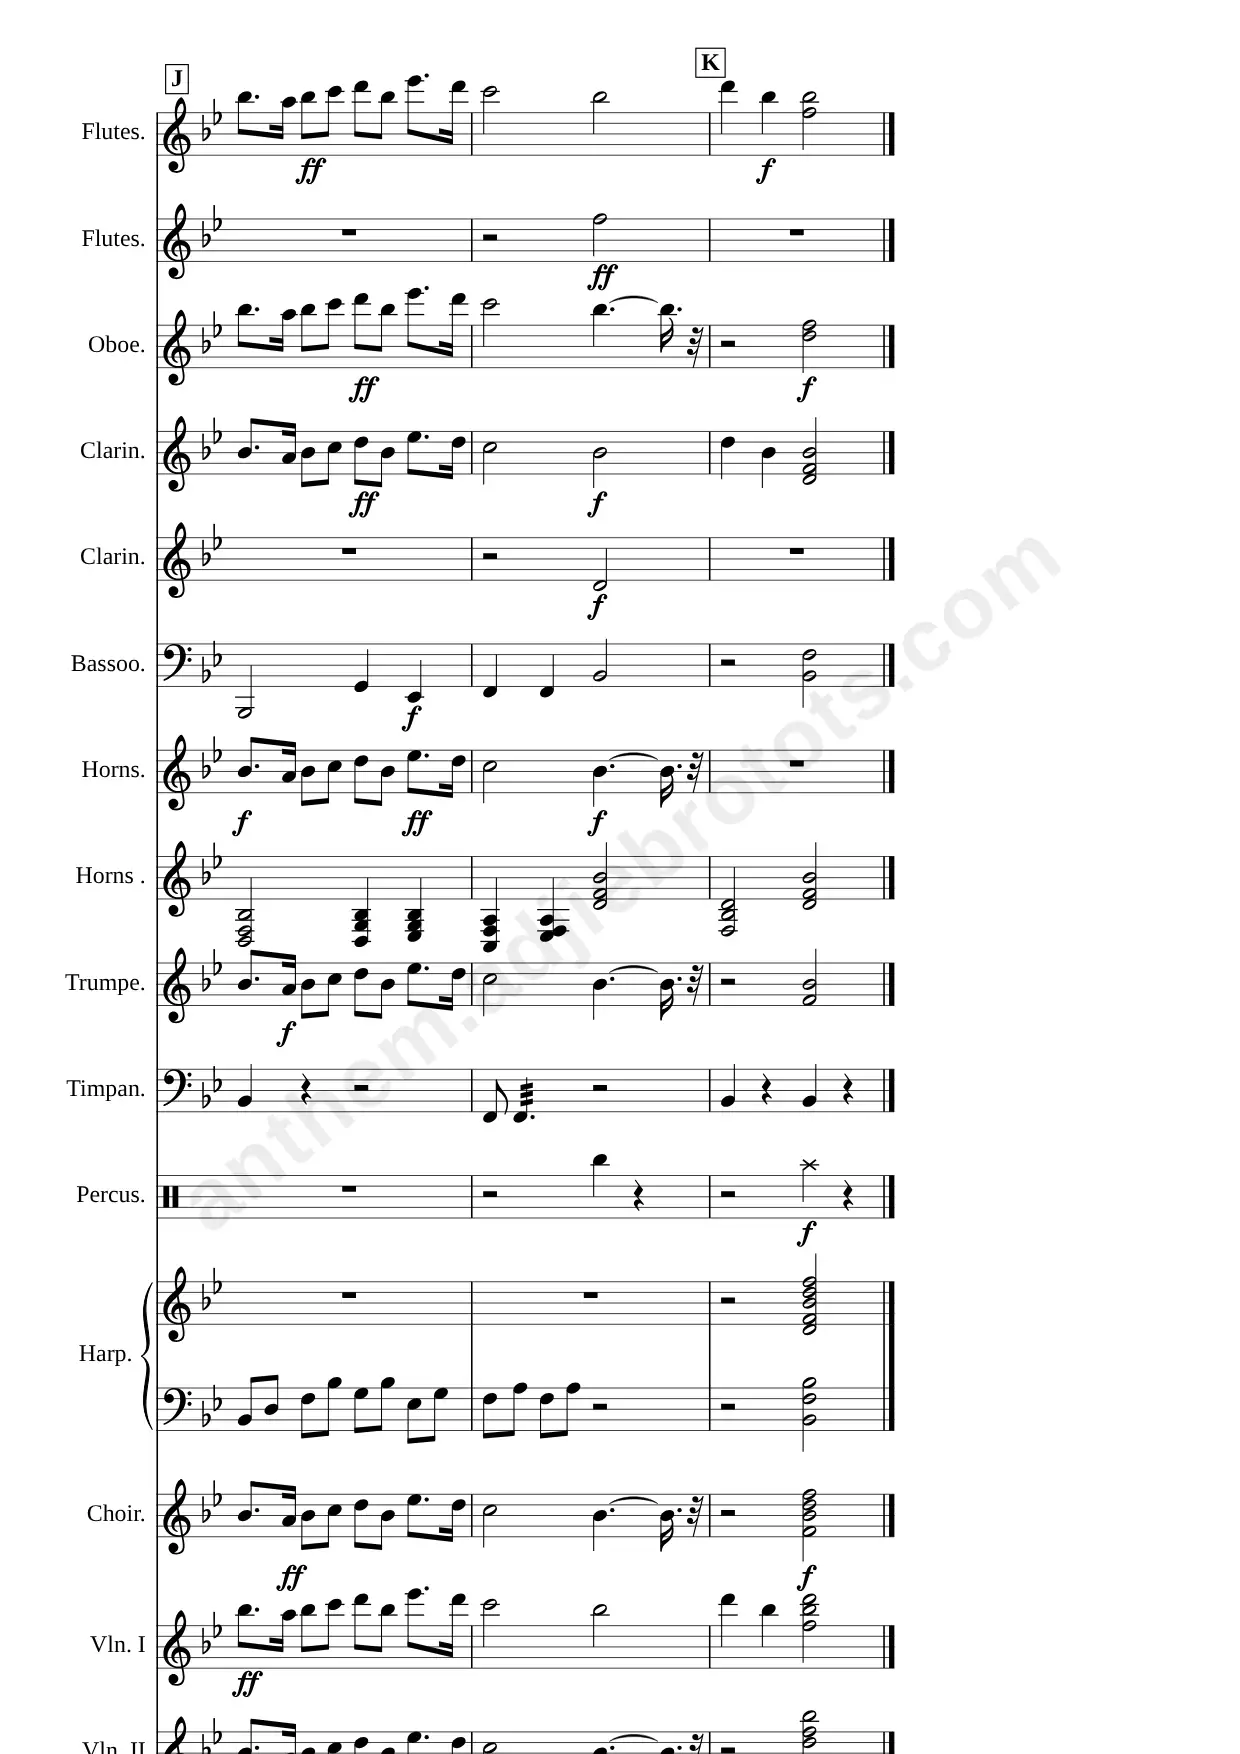 J
K
Flutes.
ff
f
Flutes.
ff
Oboe.
ff
f
Clarin.
ff
f
Clarin.
f
Bassoo.
f
Horns.
f ff f
Horns .
Trumpe.
f
Timpan.
Percus.
f
Harp.
Choir.
ff
f
Vln. I
ff
Vln. II
anthem.adjiebrotots.com